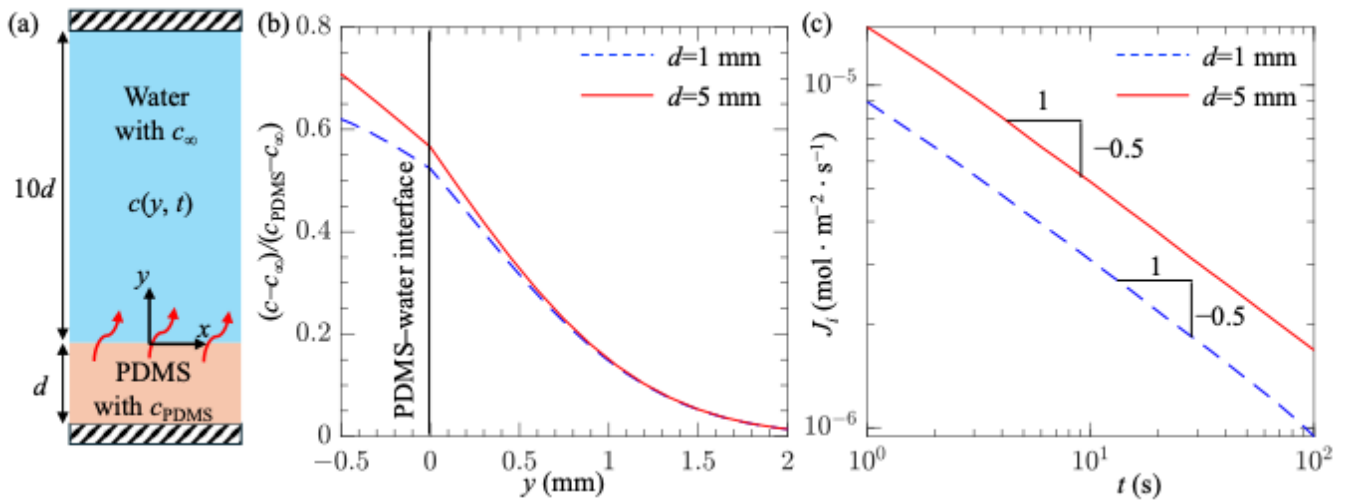 (a)
Water
with c∞
10d
c(y, t)
y
x
d
PDMS
with cPDMS
(b)
0.8
0.6
0.4
0.2
0
(c−c∞)/(cPDMS−c∞)
PDMS–water interface
d=1 mm
d=5 mm
−0.5
0
0.5
1
1.5
2
y (mm)
(c)
10⁻⁵
10⁻⁶
Ji (mol · m⁻² · s⁻¹)
d=1 mm
d=5 mm
1
−0.5
1
−0.5
10⁰
10¹
10²
t (s)